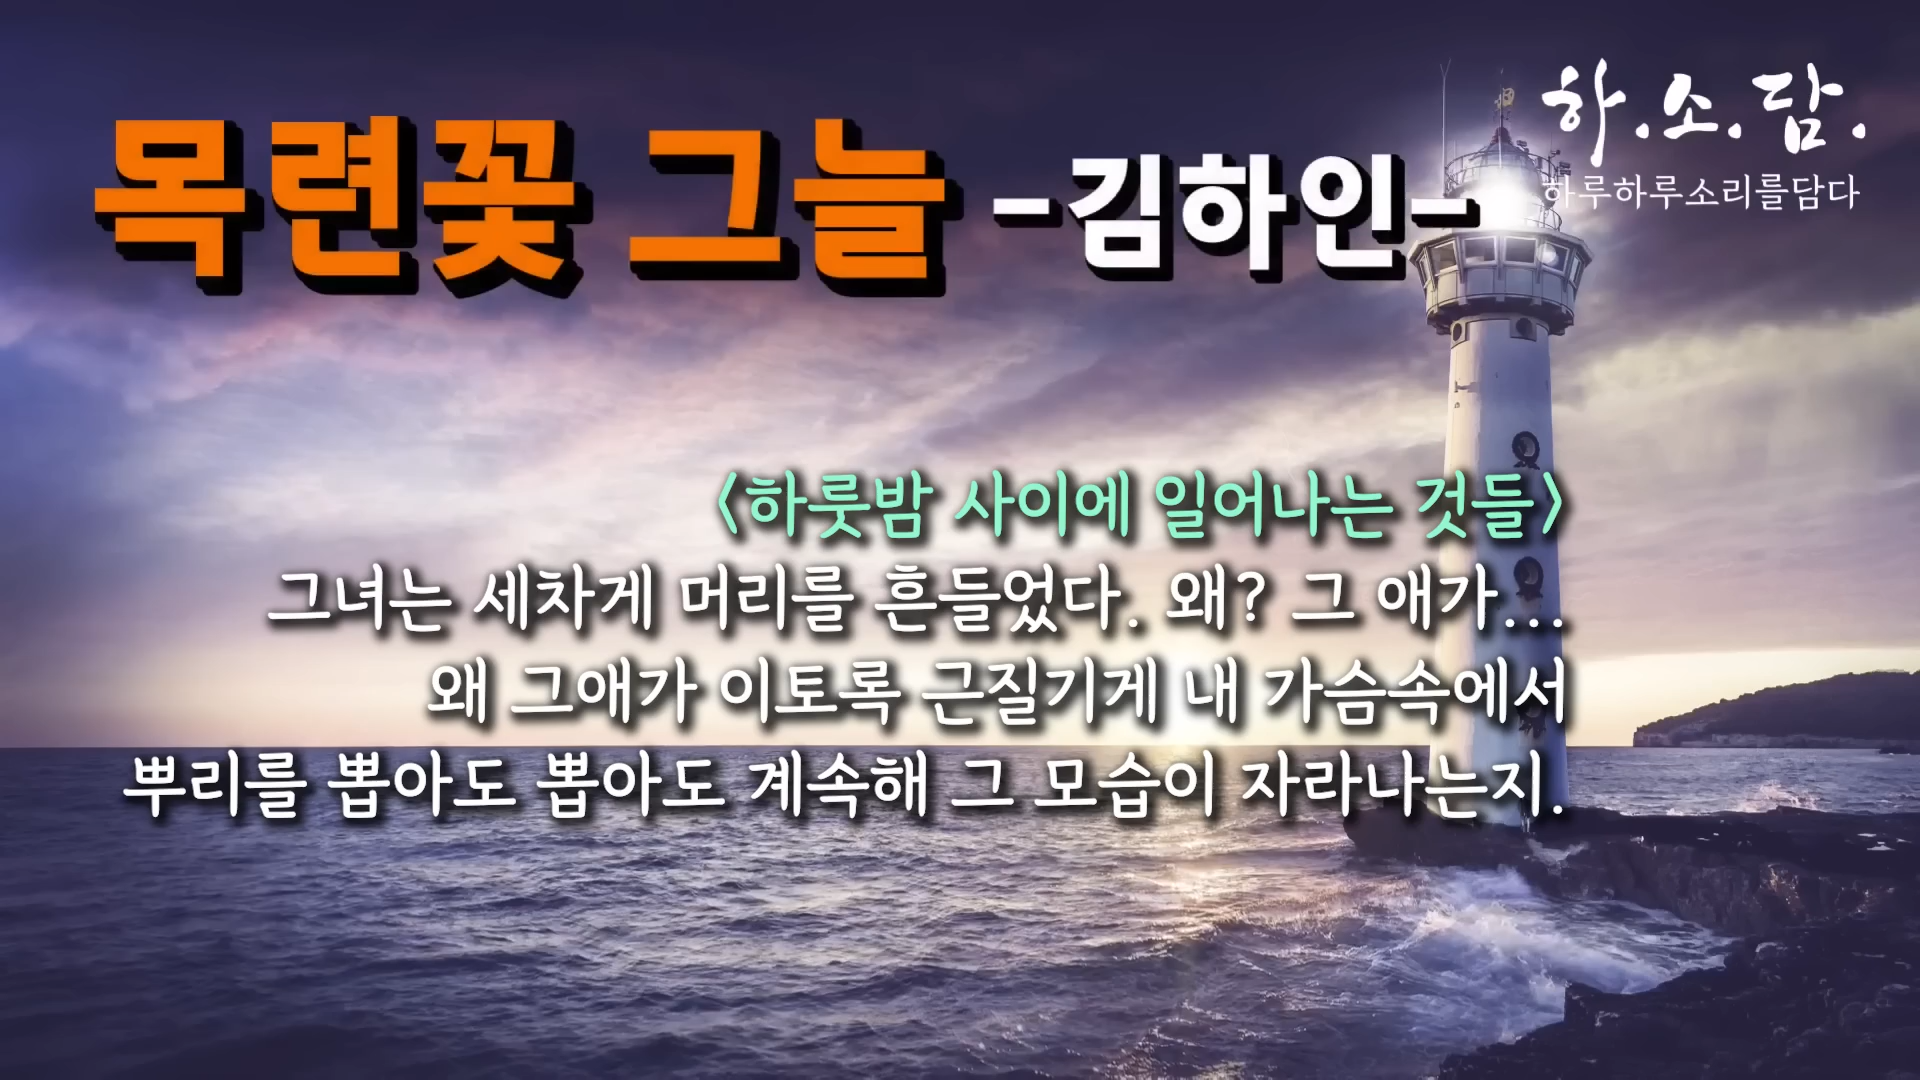 하.소.담.
하루하루소리를담다
목련꽃 그늘 -김하인-
<하룻밤 사이에 일어나는 것들>
그녀는 세차게 머리를 흔들었다. 왜? 그 애가...
왜 그애가 이토록 근질기게 내 가슴속에서
뿌리를 뽑아도 뽑아도 계속해 그 모습이 자라나는지.